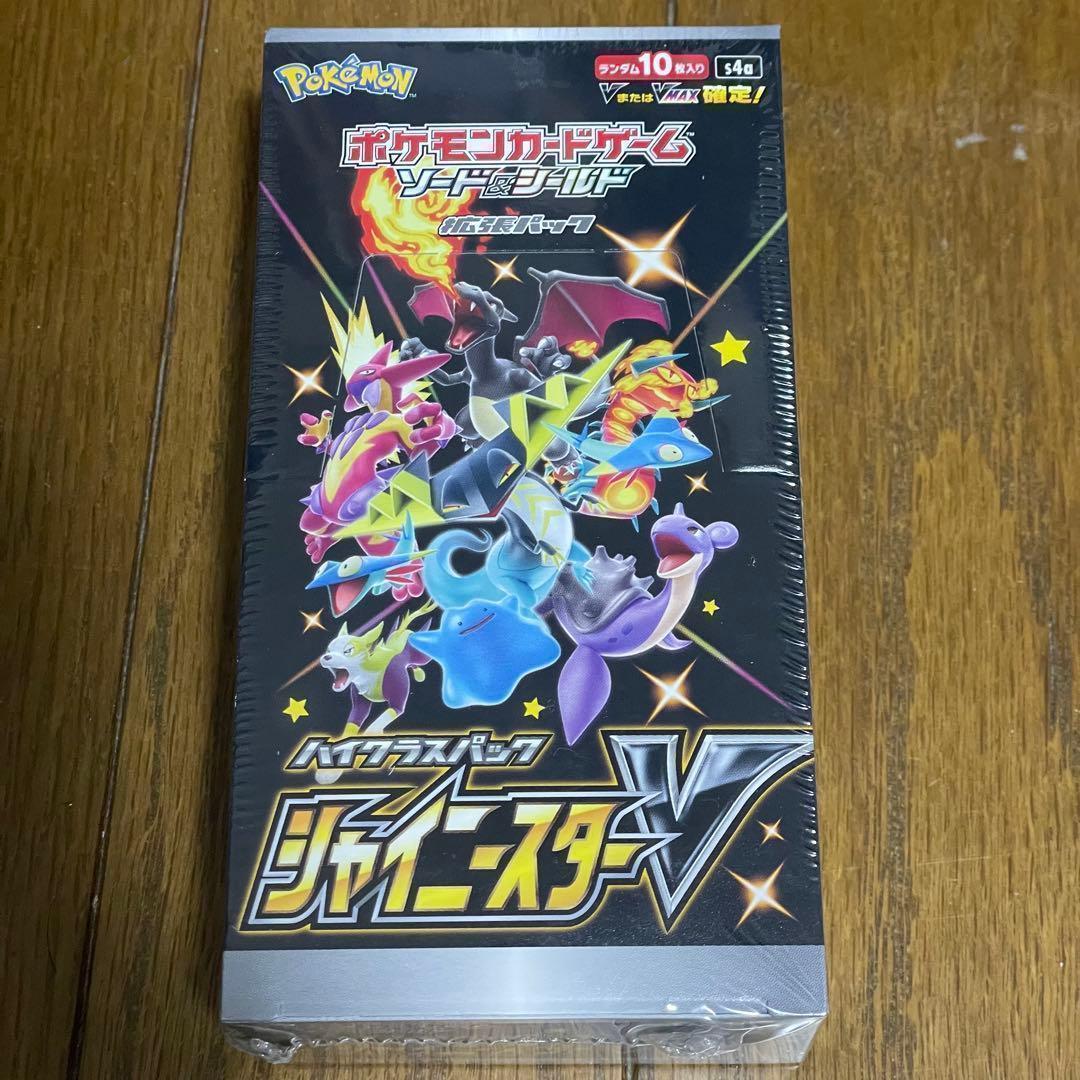 POKéMON™
ランダム10枚入り s4a
VまたはVMAX確定!
ポケモンカードゲーム™
ソード&シールド
拡張パック
ハイクラスパック
シャイニースターV